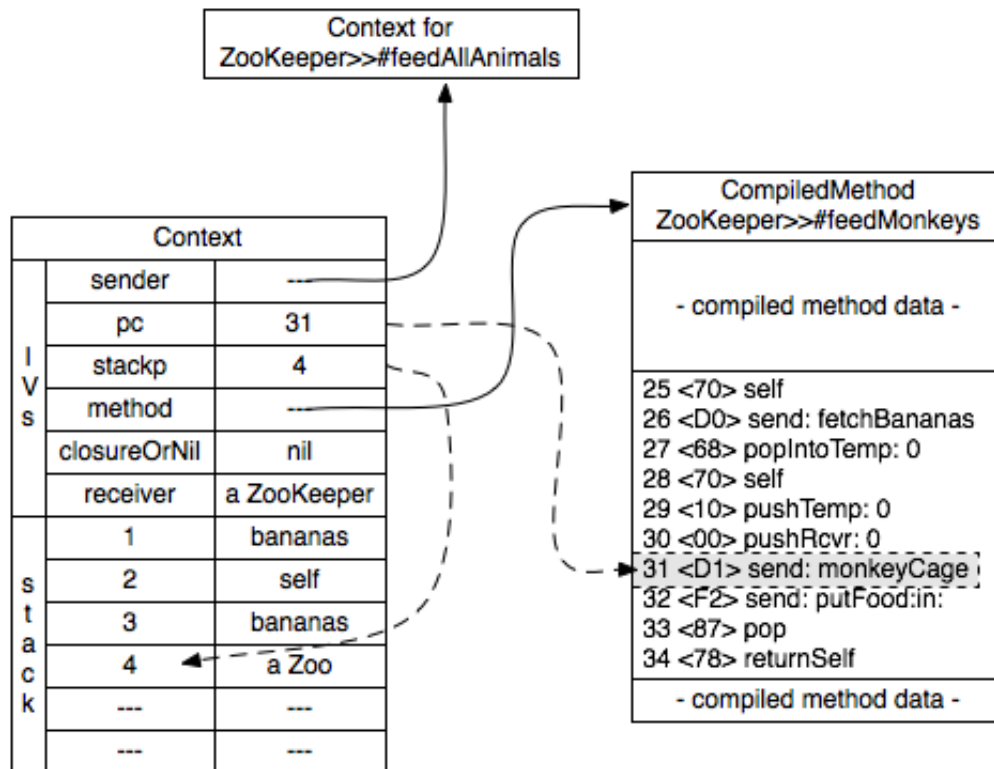 Context for
ZooKeeper>>#feedAllAnimals
CompiledMethod
ZooKeeper>>#feedMonkeys
- compiled method data -
25 <70> self
26 <D0> send: fetchBananas
27 <68> popIntoTemp: 0
28 <70> self
29 <10> pushTemp: 0
30 <00> pushRcvr: 0
31 <D1> send: monkeyCage
32 <F2> send: putFood:in:
33 <87> pop
34 <78> returnSelf
- compiled method data -
Context
IVs
sender ---
pc 31
stackp 4
method ---
closureOrNil nil
receiver a ZooKeeper
stack
1 bananas
2 self
3 bananas
4 a Zoo
--- ---
--- ---